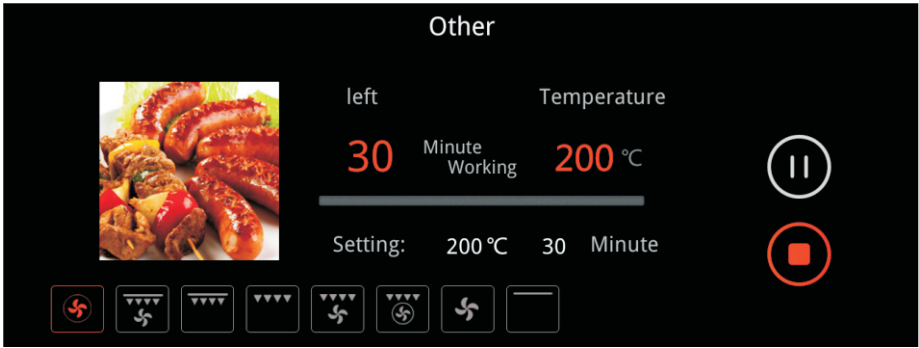 Other
left Temperature
30 Minute Working 200 °C
Setting: 200 °C 30 Minute